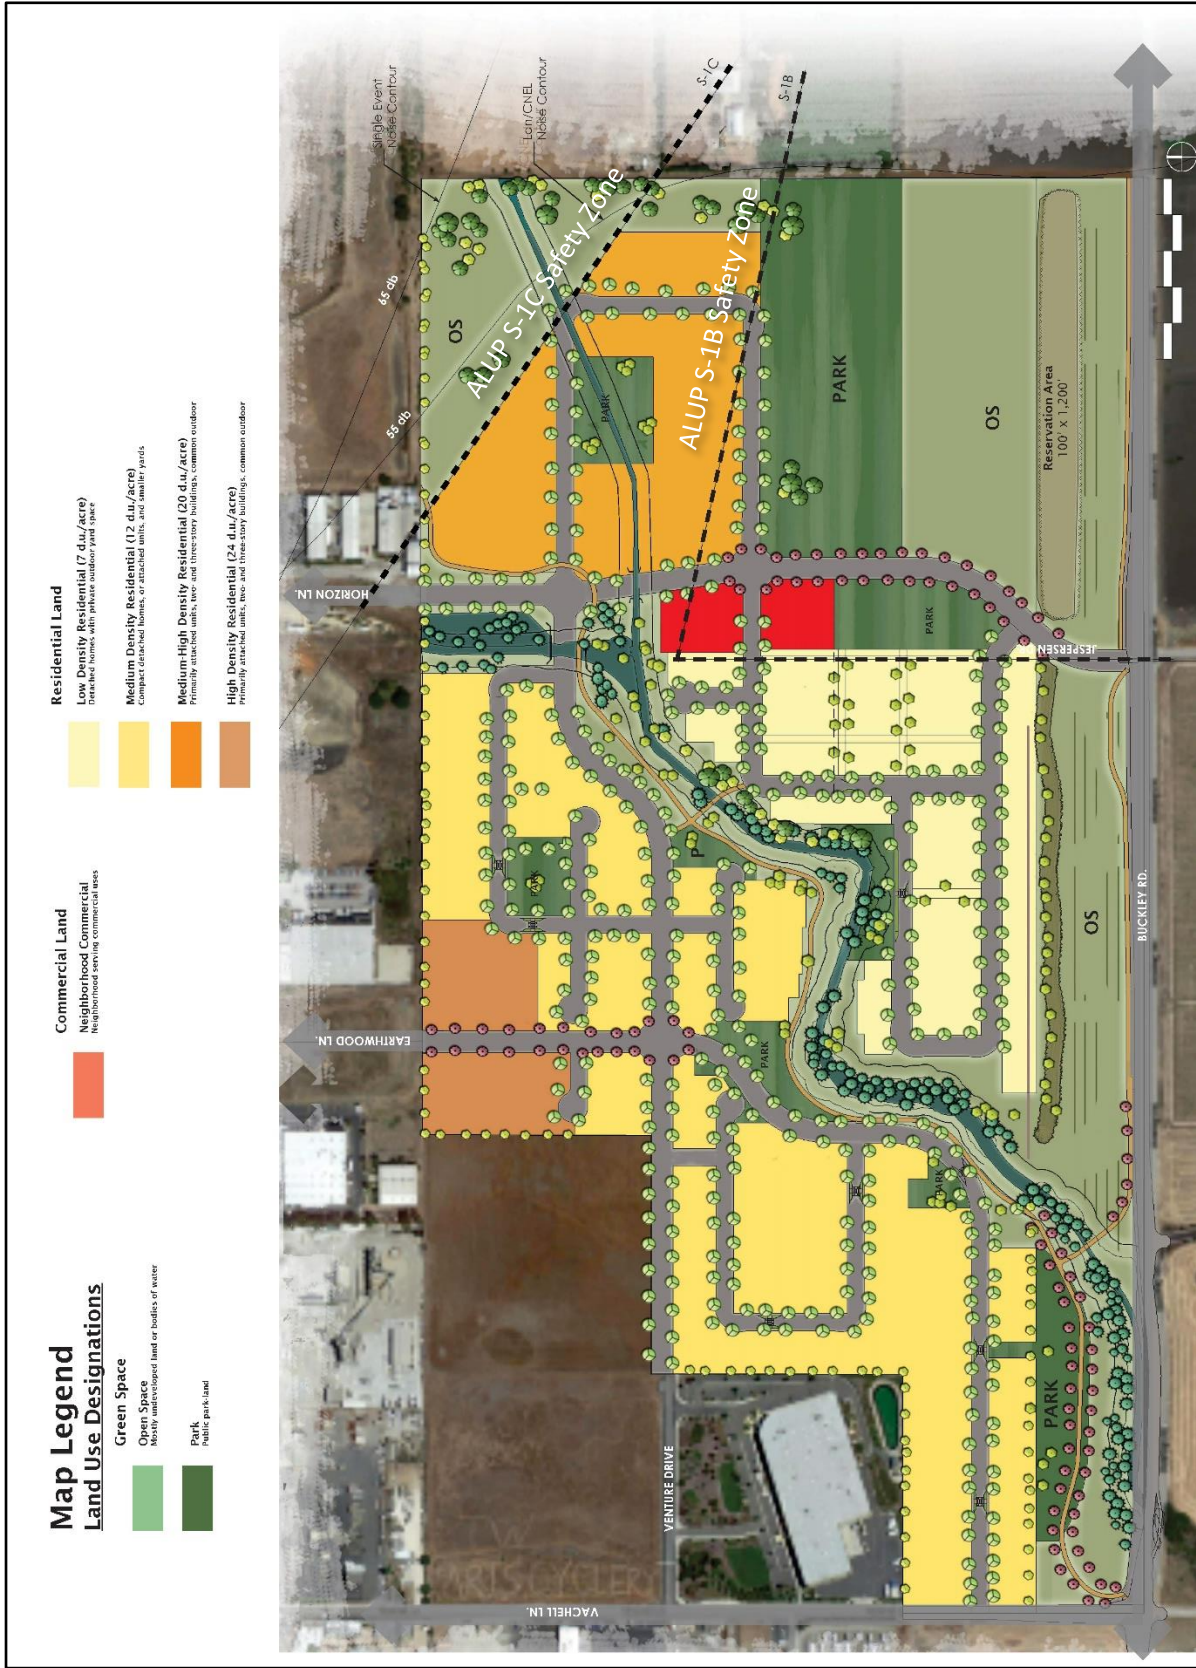 Map Legend
Land Use Designations
Green Space
Open Space
Mostly undeveloped land or bodies of water
Park
Public park-land
Commercial Land
Neighborhood Commercial
Neighborhood serving commercial uses
Residential Land
Low Density Residential (7 d.u./acre)
Detached homes with private outdoor yard space
Medium Density Residential (12 d.u./acre)
Compact detached homes, or attached units, and smaller yards
Medium-High Density Residential (20 d.u./acre)
Primarily attached units, two- and three-story buildings, common outdoor
High Density Residential (24 d.u./acre)
Primarily attached units, two- and three-story buildings, common outdoor
VACHELL LN.
EARTHWOOD LN
HORIZON LN.
Single Event
Noise Contour
Ldn/CNEL
Noise Contour
S-1C
S-1B
65 db
55 db
OS
ALUP S-1C Safety Zone
PARK
ALUP S-1B Safety Zone
PARK
PARK
OS
Reservation Area
100' x 1,200'
PARK
PARK
PARK
PARK
PARK
VENTURE DRIVE
JESPERSEN
OS
BUCKLEY RD.